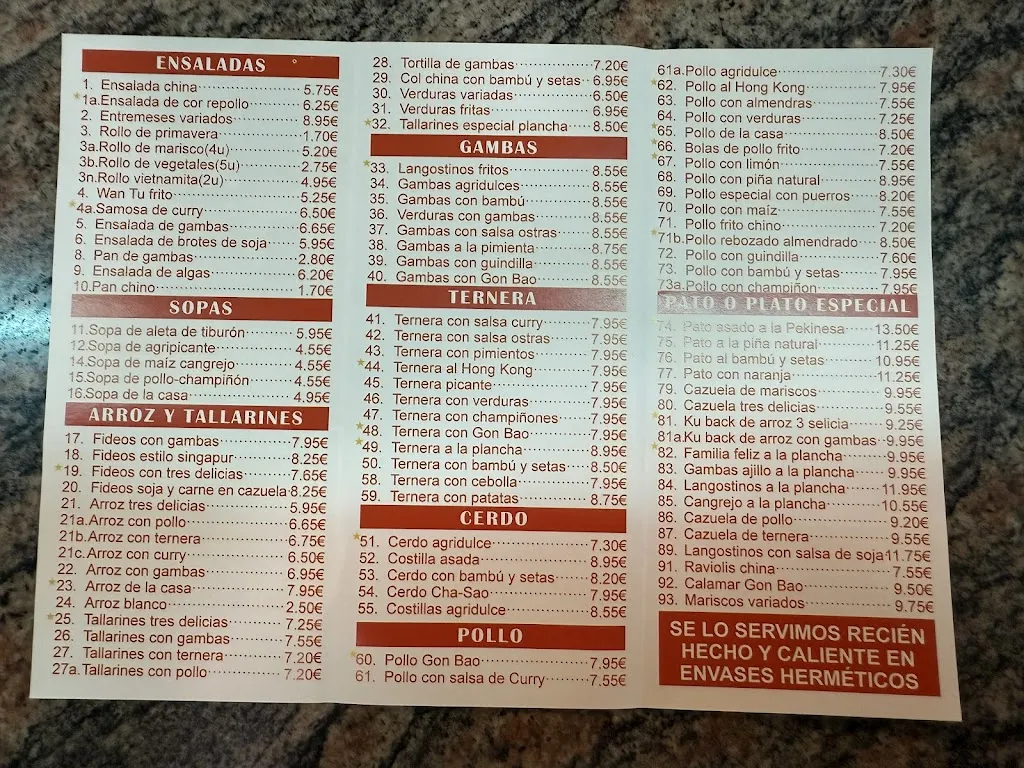 ENSALADAS
1. Ensalada china 5.75€
*1a.Ensalada de cor repollo 6.25€
2. Entremeses variados 8.95€
3. Rollo de primavera 1.70€
3a.Rollo de marisco(4u) 5.20€
3b.Rollo de vegetales(5u) 2.75€
3n.Rollo vietnamita(2u) 4.95€
4. Wan Tu frito 5.25€
*4a.Samosa de curry 6.50€
5. Ensalada de gambas 6.65€
6. Ensalada de brotes de soja 5.95€
8. Pan de gambas 2.80€
9. Ensalada de algas 6.20€
10.Pan chino 1.70€
SOPAS
11.Sopa de aleta de tiburón 5.95€
12.Sopa de agripicante 4.55€
14.Sopa de maíz cangrejo 4.55€
15.Sopa de pollo-champiñón 4.55€
16.Sopa de la casa 4.95€
ARROZ Y TALLARINES
17. Fideos con gambas 7.95€
18. Fideos estilo singapur 8.25€
*19. Fideos con tres delicias 7.65€
20. Fideos soja y carne en cazuela 8.25€
21. Arroz tres delicias 5.95€
21a.Arroz con pollo 6.65€
21b.Arroz con ternera 6.75€
21c.Arroz con curry 6.50€
22. Arroz con gambas 6.95€
*23. Arroz de la casa 7.95€
24. Arroz blanco 2.50€
*25. Tallarines tres delicias 7.25€
26. Tallarines con gambas 7.55€
27. Tallarines con ternera 7.20€
27a.Tallarines con pollo 7.20€
28. Tortilla de gambas 7.20€
29. Col china con bambú y setas 6.95€
30. Verduras variadas 6.50€
31. Verduras fritas 6.95€
*32. Tallarines especial plancha 8.50€
GAMBAS
*33. Langostinos fritos 8.55€
34. Gambas agridulces 8.55€
35. Gambas con bambú 8.55€
36. Verduras con gambas 8.55€
37. Gambas con salsa ostras 8.55€
38. Gambas a la pimienta 8.75€
39. Gambas con guindilla 8.55€
40. Gambas con Gon Bao 8.55€
TERNERA
41. Ternera con salsa curry 7.95€
42. Ternera con salsa ostras 7.95€
43. Ternera con pimientos 7.95€
*44. Ternera al Hong Kong 7.95€
45. Ternera picante 7.95€
46. Ternera con verduras 7.95€
47. Ternera con champiñones 7.95€
*48. Ternera con Gon Bao 7.95€
*49. Ternera a la plancha 8.95€
50. Ternera con bambú y setas 8.50€
58. Ternera con cebolla 7.95€
59. Ternera con patatas 8.75€
CERDO
*51. Cerdo agridulce 7.30€
52. Costilla asada 8.95€
53. Cerdo con bambú y setas 8.20€
54. Cerdo Cha-Sao 7.95€
55. Costillas agridulce 8.55€
POLLO
*60. Pollo Gon Bao 7.95€
61. Pollo con salsa de Curry 7.55€
61a.Pollo agridulce 7.30€
*62. Pollo al Hong Kong 7.95€
63. Pollo con almendras 7.55€
64. Pollo con verduras 7.25€
*65. Pollo de la casa 8.50€
*66. Bolas de pollo frito 7.20€
*67. Pollo con limón 7.55€
68. Pollo con piña natural 8.95€
69. Pollo especial con puerros 8.20€
70. Pollo con maíz 7.55€
71. Pollo frito chino 7.20€
*71b.Pollo rebozado almendrado 8.50€
72. Pollo con guindilla 7.60€
73. Pollo con bambú y setas 7.95€
73a.Pollo con champiñon 7.95€
PATO O PLATO ESPECIAL
74. Pato asado a la Pekinesa 13.50€
75. Pato a la piña natural 11.25€
76. Pato al bambú y setas 10.95€
77. Pato con naranja 11.25€
79. Cazuela de mariscos 9.95€
80. Cazuela tres delicias 9.55€
*81. Ku back de arroz 3 selicia 9.25€
81a.Ku back de arroz con gambas 9.95€
*82. Familia feliz a la plancha 9.95€
83. Gambas ajillo a la plancha 9.95€
84. Langostinos a la plancha 11.95€
85. Cangrejo a la plancha 10.55€
86. Cazuela de pollo 9.20€
87. Cazuela de ternera 9.55€
89. Langostinos con salsa de soja 11.75€
91. Raviolis china 7.55€
92. Calamar Gon Bao 9.50€
93. Mariscos variados 9.75€
SE LO SERVIMOS RECIÉN
HECHO Y CALIENTE EN
ENVASES HERMÉTICOS